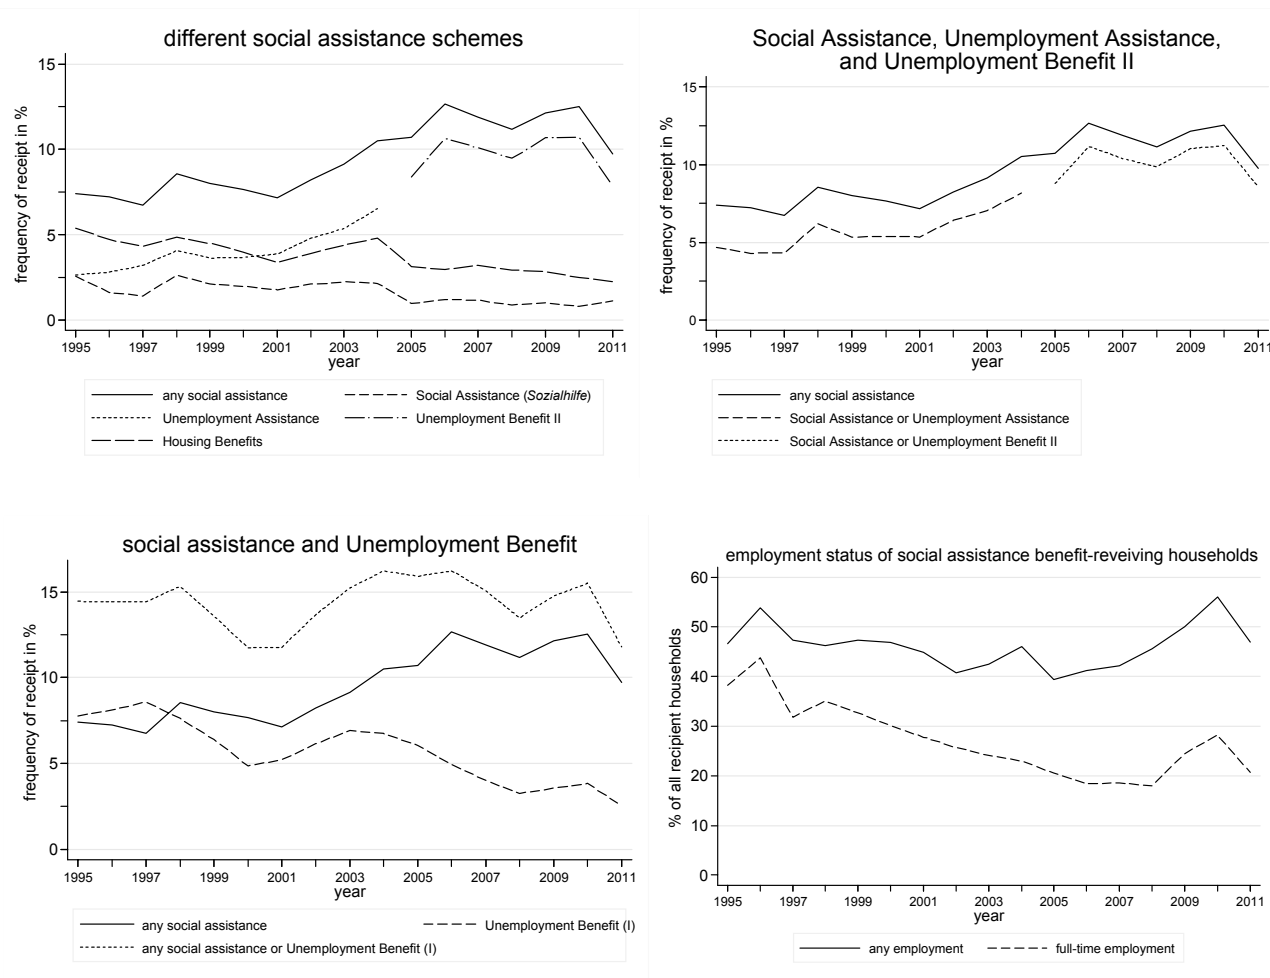 different social assistance schemes
frequency of receipt in %
15
10
5
0
1995 1997 1999 2001 2003 2005 2007 2009 2011
year
any social assistance
Social Assistance (Sozialhilfe)
Unemployment Assistance
Unemployment Benefit II
Housing Benefits
Social Assistance, Unemployment Assistance,
and Unemployment Benefit II
frequency of receipt in %
15
10
5
0
1995 1997 1999 2001 2003 2005 2007 2009 2011
year
any social assistance
Social Assistance or Unemployment Assistance
Social Assistance or Unemployment Benefit II
social assistance and Unemployment Benefit
frequency of receipt in %
15
10
5
0
1995 1997 1999 2001 2003 2005 2007 2009 2011
year
any social assistance
Unemployment Benefit (I)
any social assistance or Unemployment Benefit (I)
employment status of social assistance benefit-reveiving households
% of all recipient households
60
50
40
30
20
10
0
1995 1997 1999 2001 2003 2005 2007 2009 2011
year
any employment
full-time employment